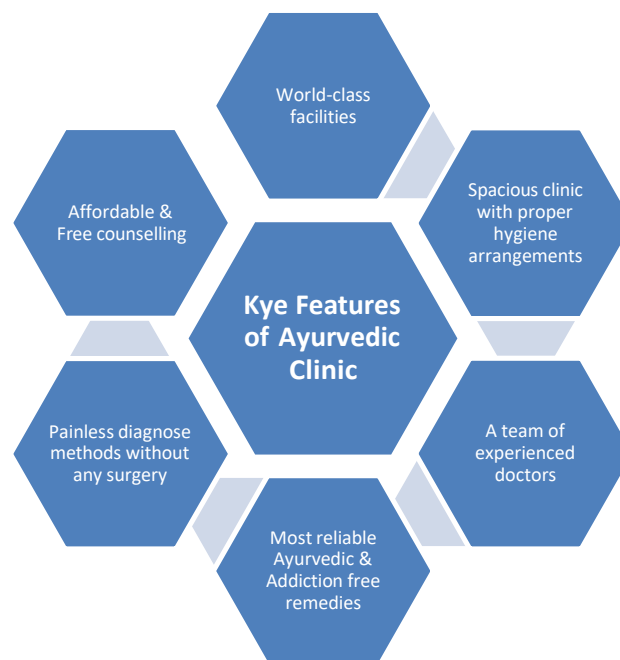 World-class
facilities
Spacious clinic
with proper
hygiene
arrangements
A team of
experienced
doctors
Most reliable
Ayurvedic &
Addiction free
remedies
Painless diagnose
methods without
any surgery
Affordable &
Free counselling
Kye Features
of Ayurvedic
Clinic